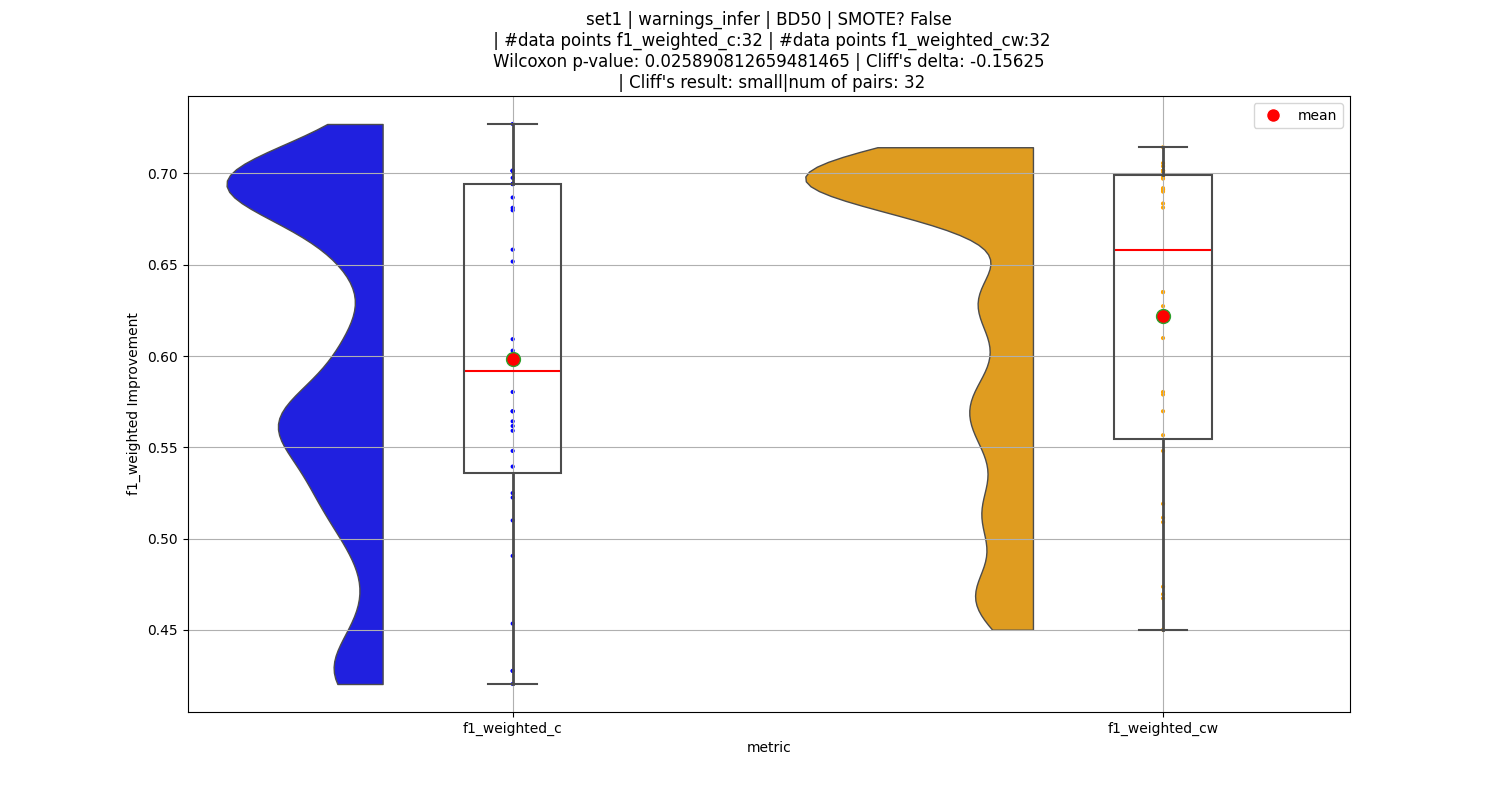 set1 | warnings_infer | BD50 | SMOTE? False
| #data points f1_weighted_c:32 | #data points f1_weighted_cw:32
Wilcoxon p-value: 0.025890812659481465 | Cliff's delta: -0.15625
| Cliff's result: small|num of pairs: 32
mean
f1_weighted Improvement
0.70
0.65
0.60
0.55
0.50
0.45
f1_weighted_c
f1_weighted_cw
metric